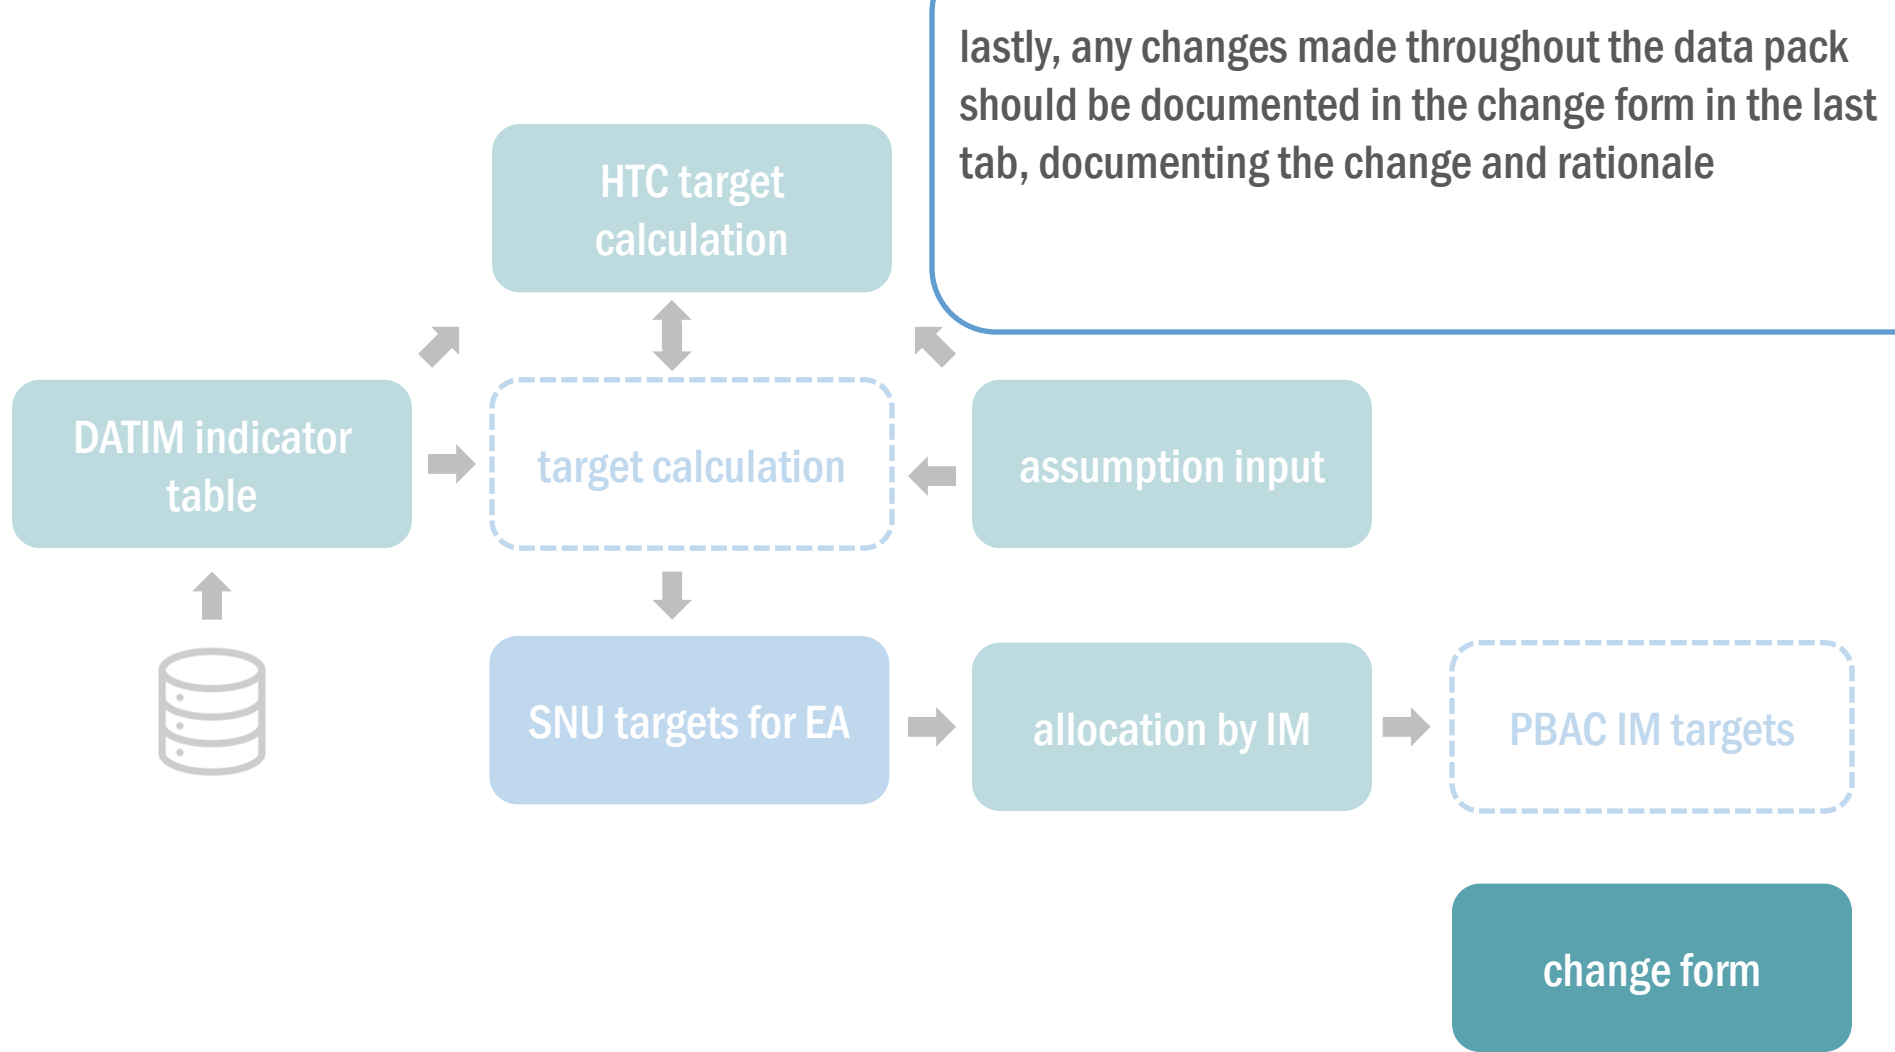 lastly, any changes made throughout the data pack
should be documented in the change form in the last
tab, documenting the change and rationale
HTC target
calculation
DATIM indicator
table
target calculation
assumption input
SNU targets for EA
allocation by IM
PBAC IM targets
change form